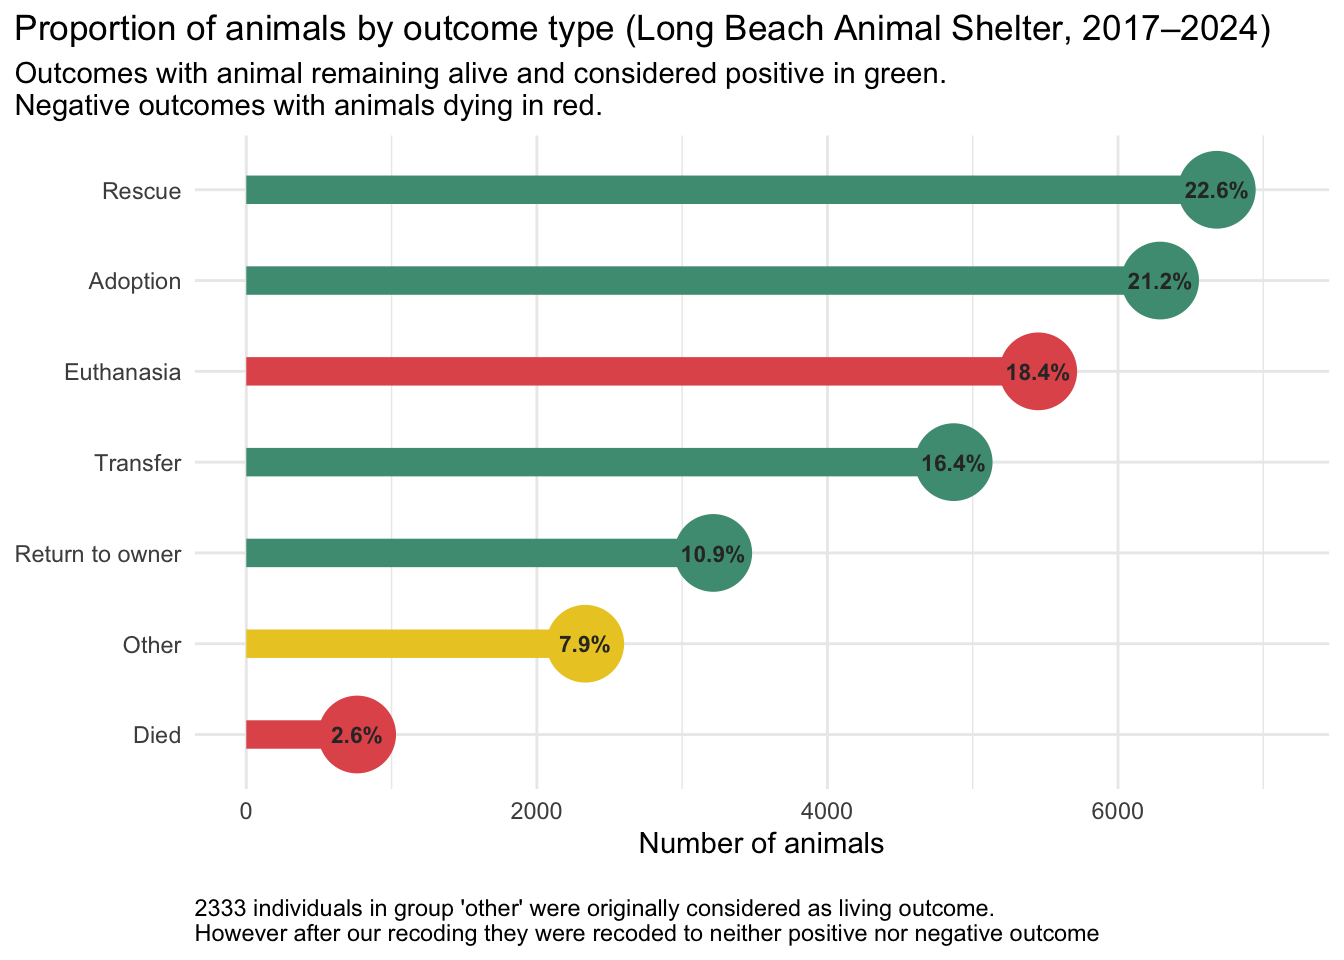 Proportion of animals by outcome type (Long Beach Animal Shelter, 2017–2024)
Outcomes with animal remaining alive and considered positive in green.
Negative outcomes with animals dying in red.
Rescue
22.6%
Adoption
21.2%
Euthanasia
18.4%
Transfer
16.4%
Return to owner
10.9%
Other
7.9%
Died
2.6%
0
2000
4000
6000
Number of animals
2333 individuals in group 'other' were originally considered as living outcome.
However after our recoding they were recoded to neither positive nor negative outcome